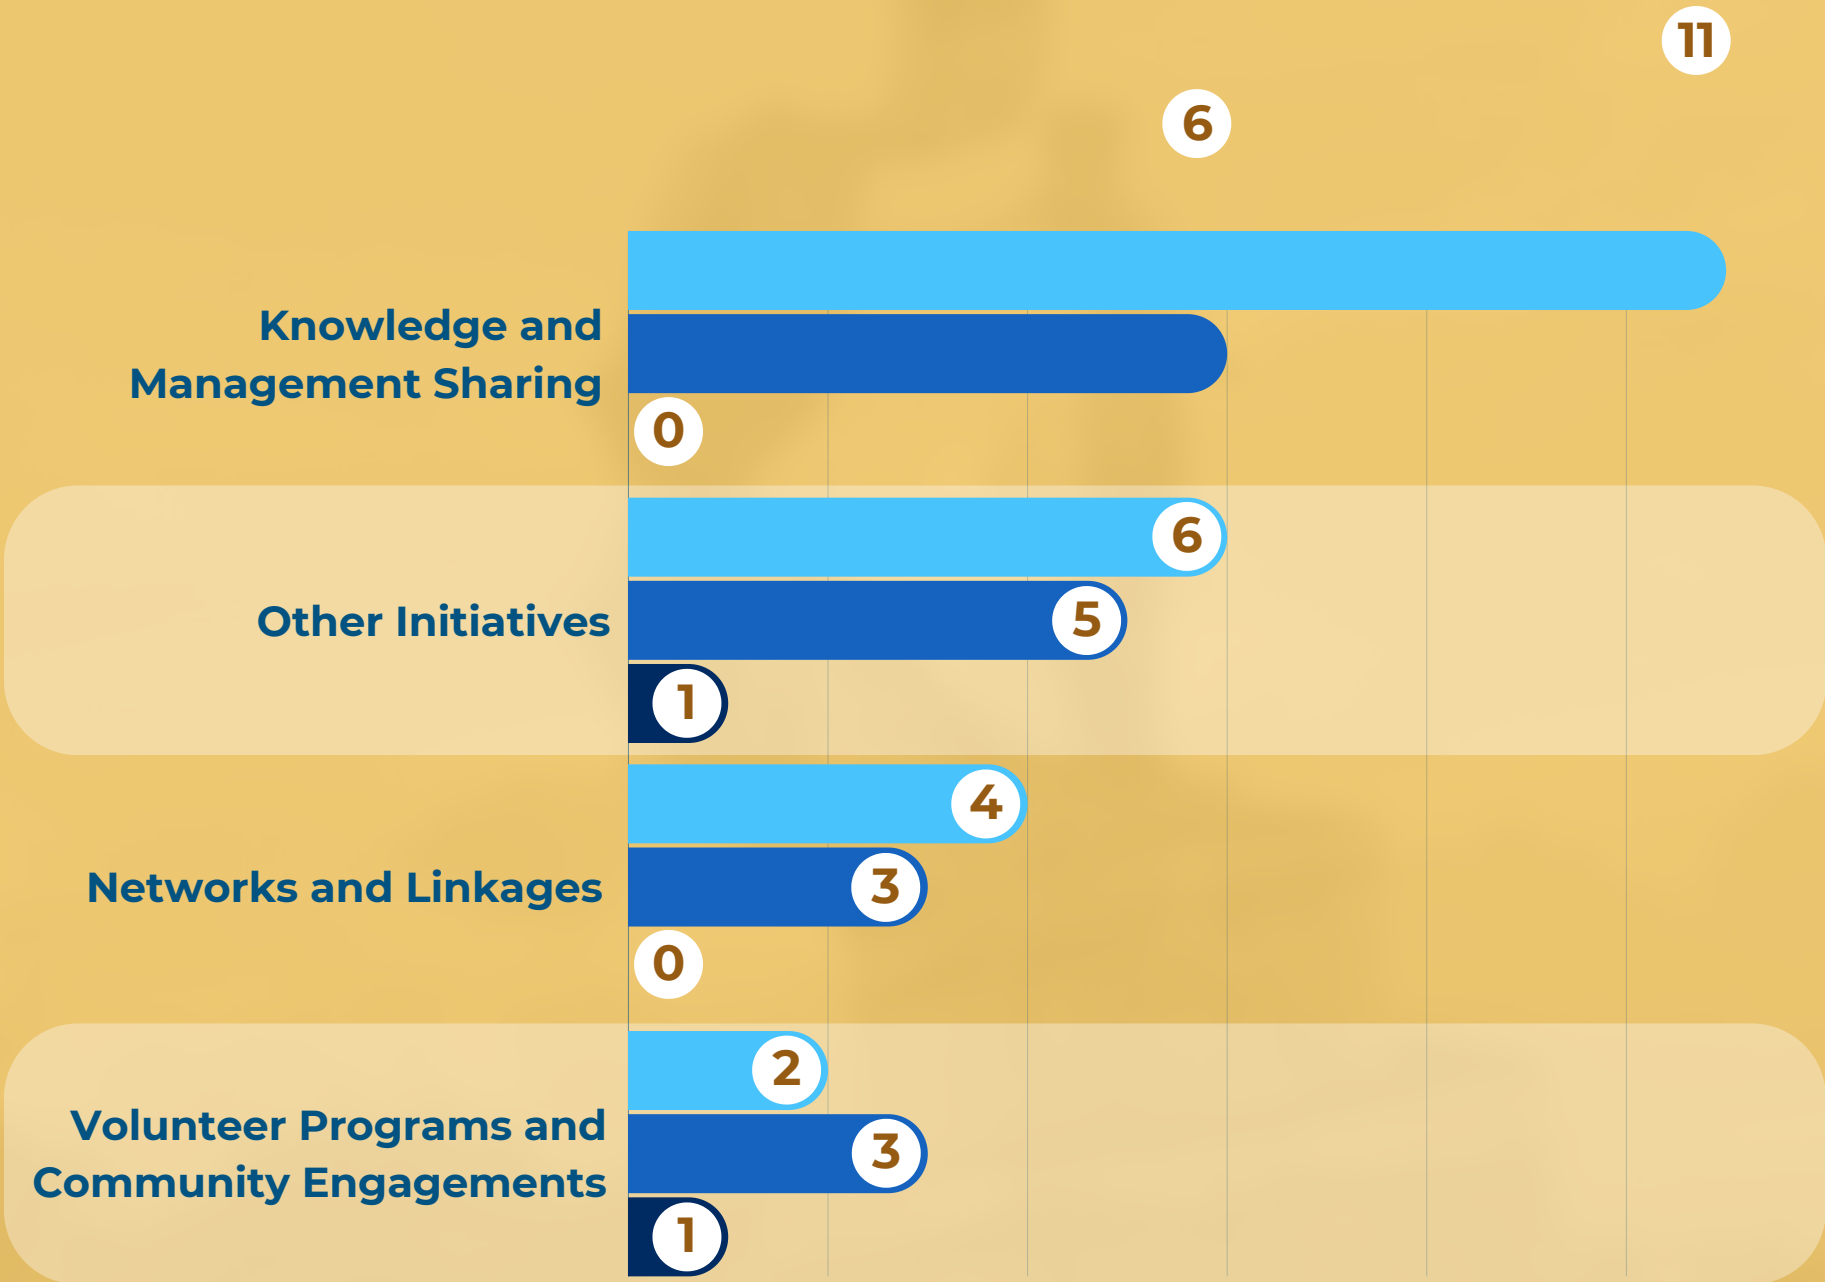 11
6
Knowledge and
Management Sharing
0
6
Other Initiatives
5
1
4
Networks and Linkages
3
0
2
Volunteer Programs and
Community Engagements
3
1